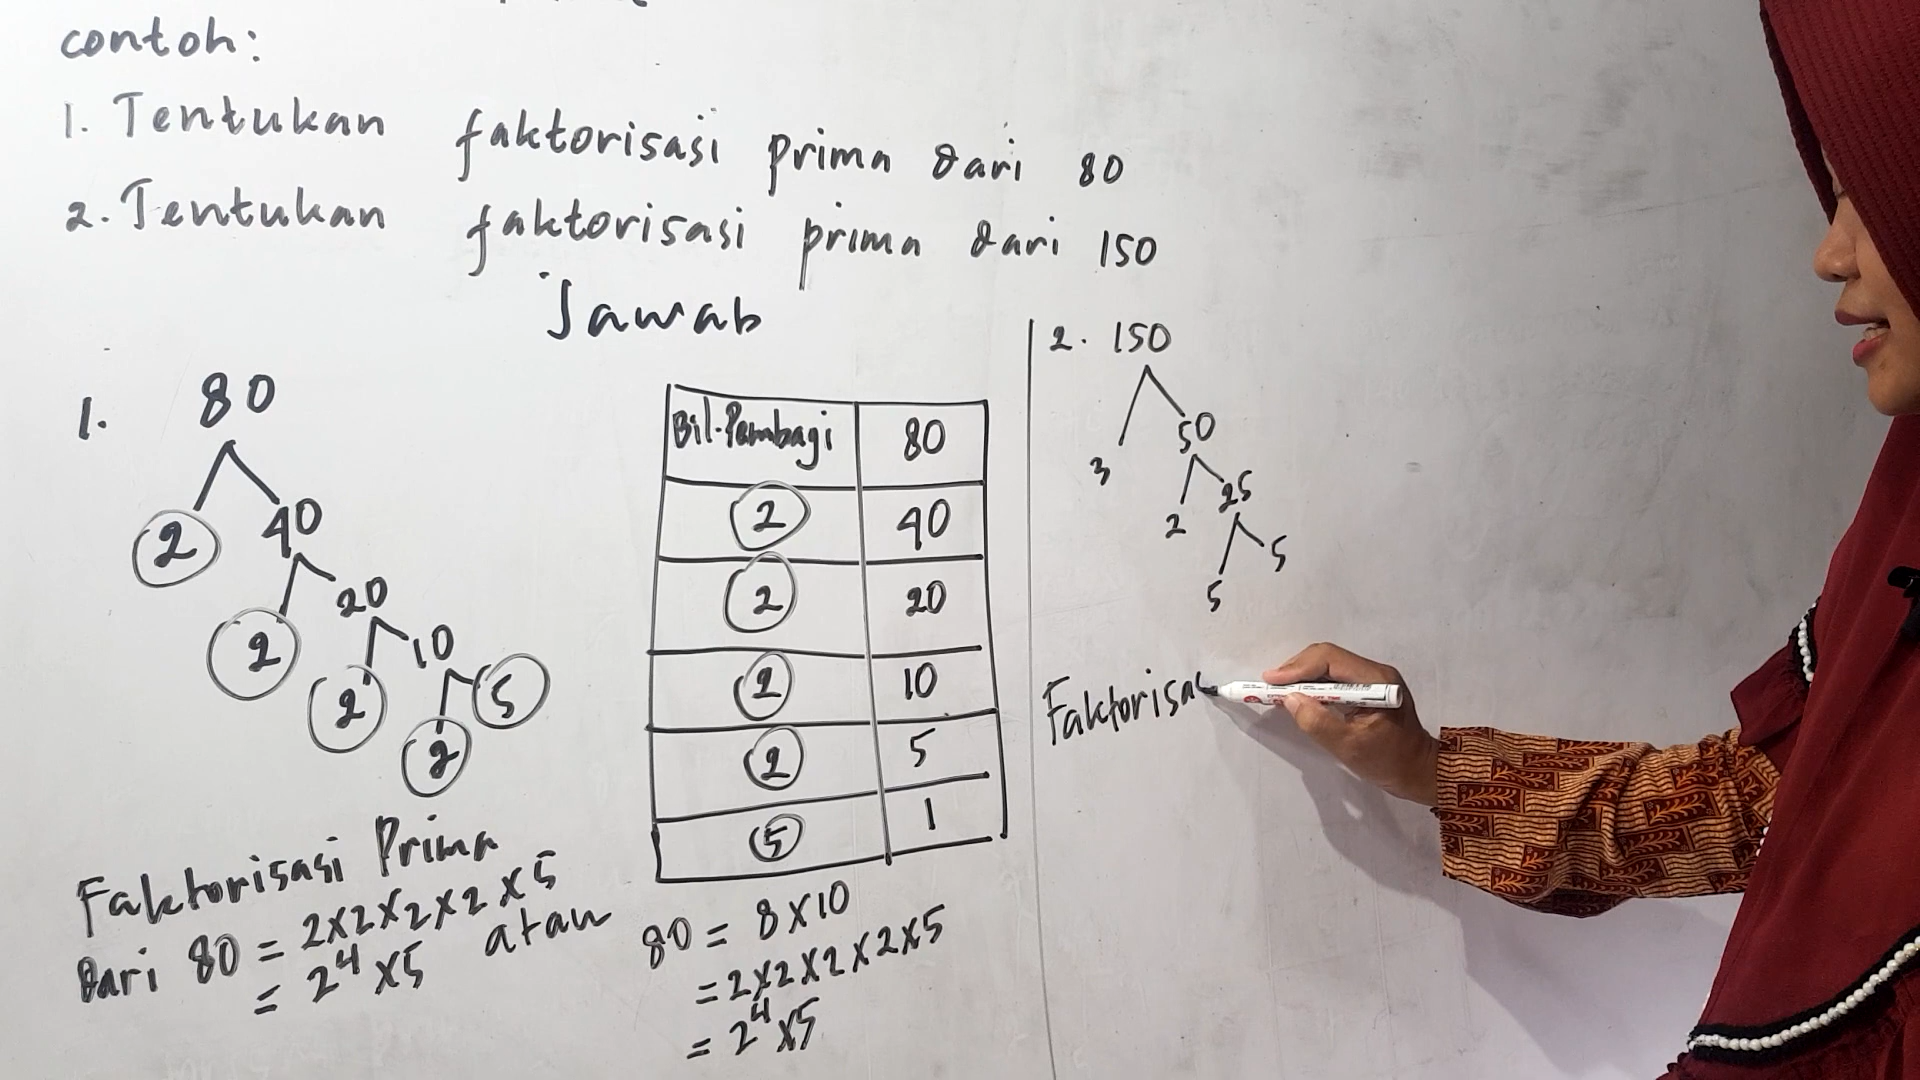 contoh:
1. Tentukan faktorisasi prima dari 80
2. Tentukan faktorisasi prima dari 150
Jawab
1. 80
2 40
2 20
2 10
2 5
Faktorisasi Prima
Dari 80 = 2x2x2x2x5
= 2⁴x5 atau
Bil. Pembagi 80
2 40
2 20
2 10
2 5
5 1
80 = 8x10
= 2x2x2x2x5
= 2⁴x5
2. 150
3 50
2 25
5 5
Faktorisas